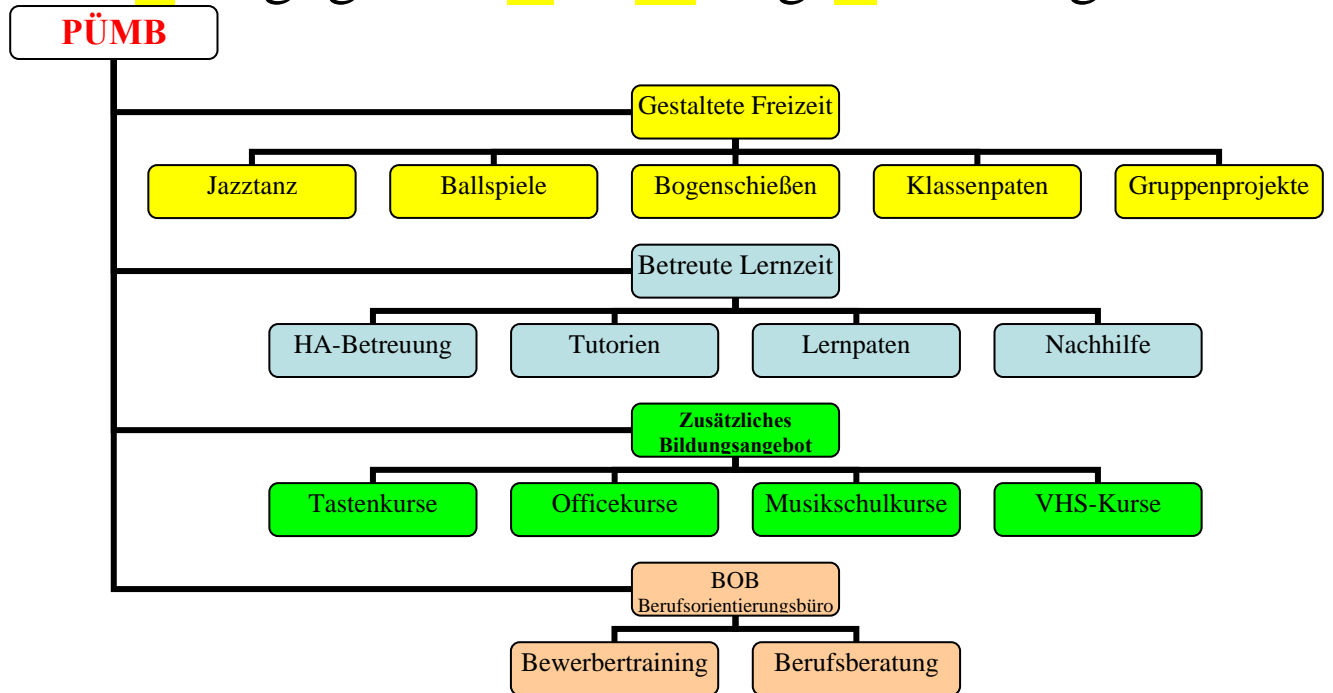 PÜMB
Gestaltete Freizeit
Jazztanz
Ballspiele
Bogenschießen
Klassenpaten
Gruppenprojekte
Betreute Lernzeit
HA-Betreuung
Tutorien
Lernpaten
Nachhilfe
Zusätzliches
Bildungsangebot
Tastenkurse
Officekurse
Musikschulkurse
VHS-Kurse
BOB
Berufsorientierungsbüro
Bewerbertraining
Berufsberatung